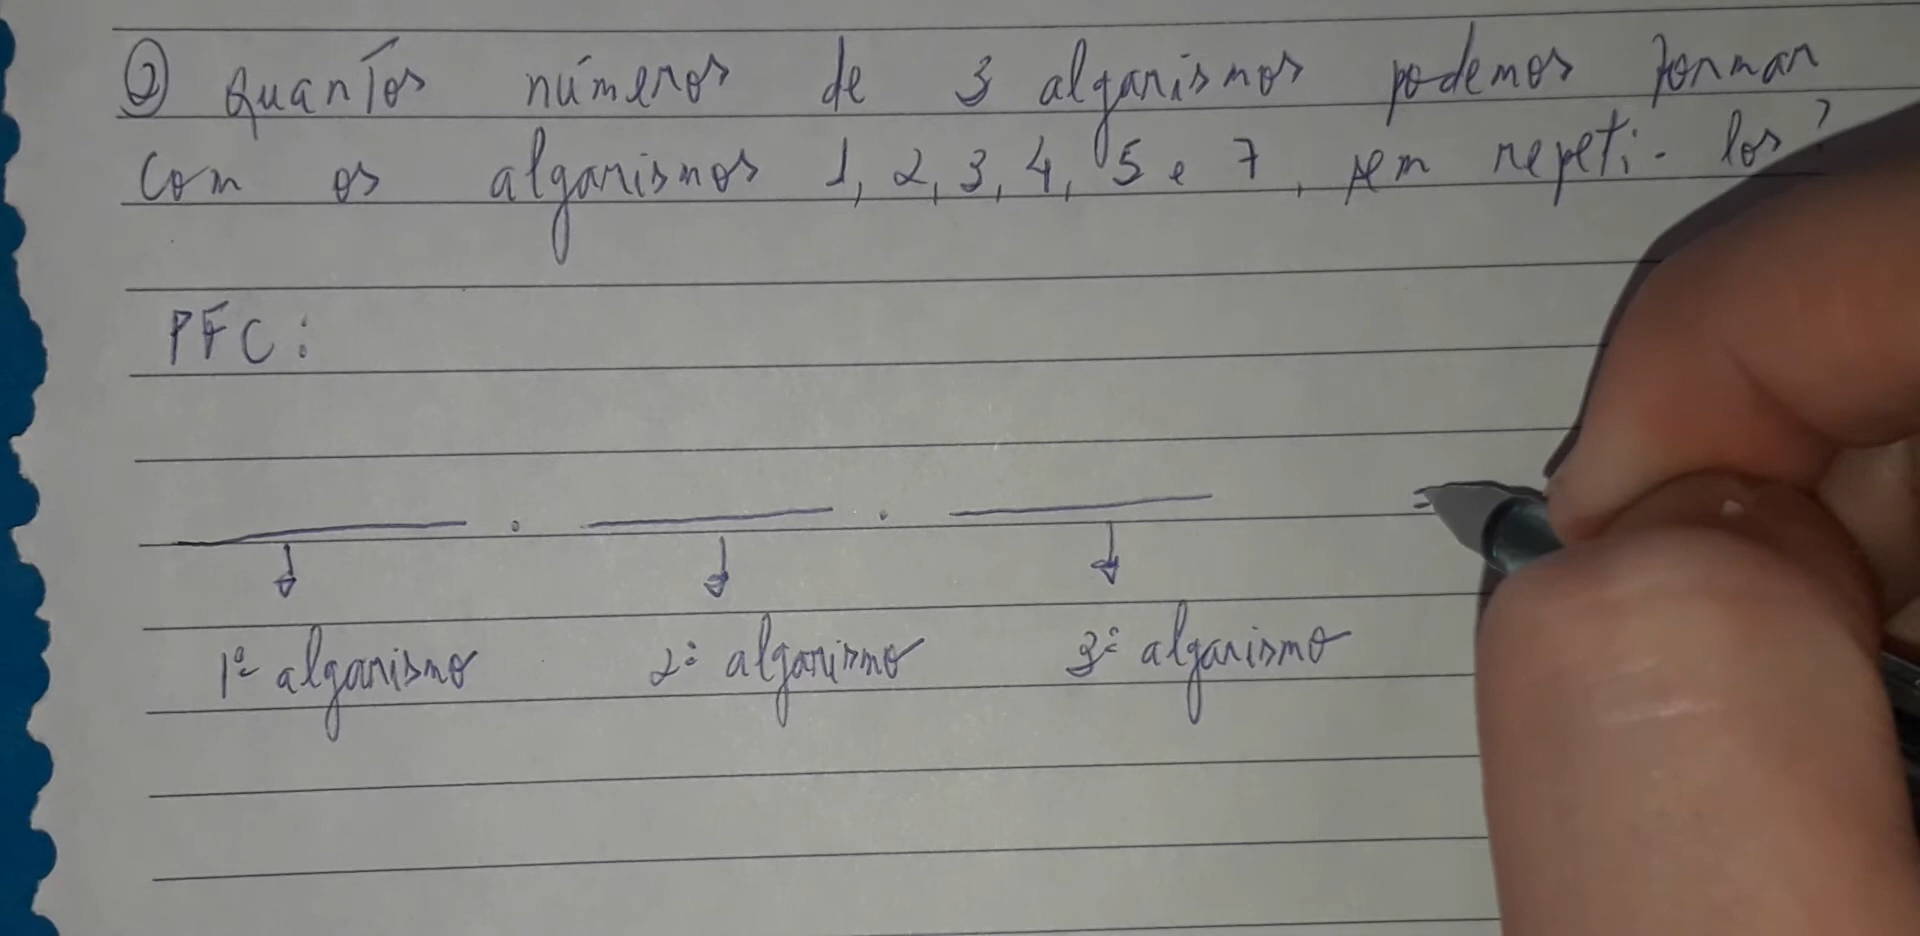 ② Quantos números de 3 algarismos podemos formar
com os algarismos 1, 2, 3, 4, 5 e 7, sem repeti-los?
PFC:
___ . ___ . ___ =
1º algarismo 2º algarismo 3º algarismo